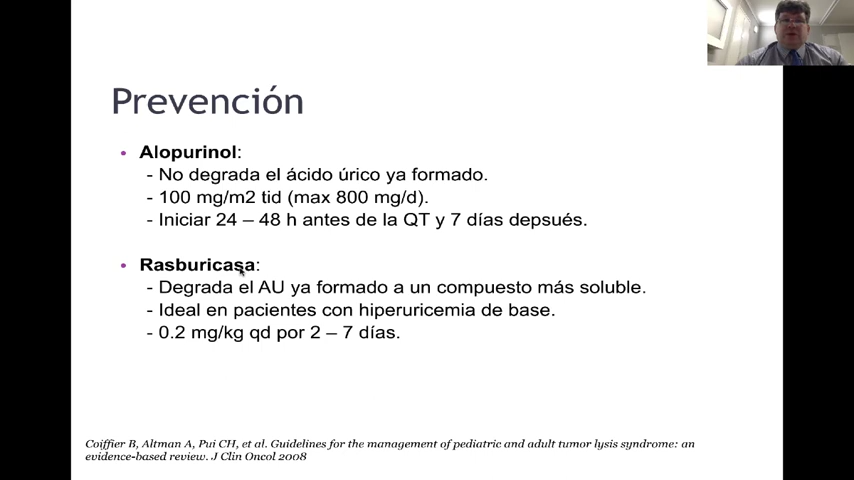 Prevención
• Alopurinol:
- No degrada el ácido úrico ya formado.
- 100 mg/m2 tid (max 800 mg/d).
- Iniciar 24 – 48 h antes de la QT y 7 días depsués.
• Rasburicasa:
- Degrada el AU ya formado a un compuesto más soluble.
- Ideal en pacientes con hiperuricemia de base.
- 0.2 mg/kg qd por 2 – 7 días.
Coiffier B, Altman A, Pui CH, et al. Guidelines for the management of pediatric and adult tumor lysis syndrome: an
evidence-based review. J Clin Oncol 2008